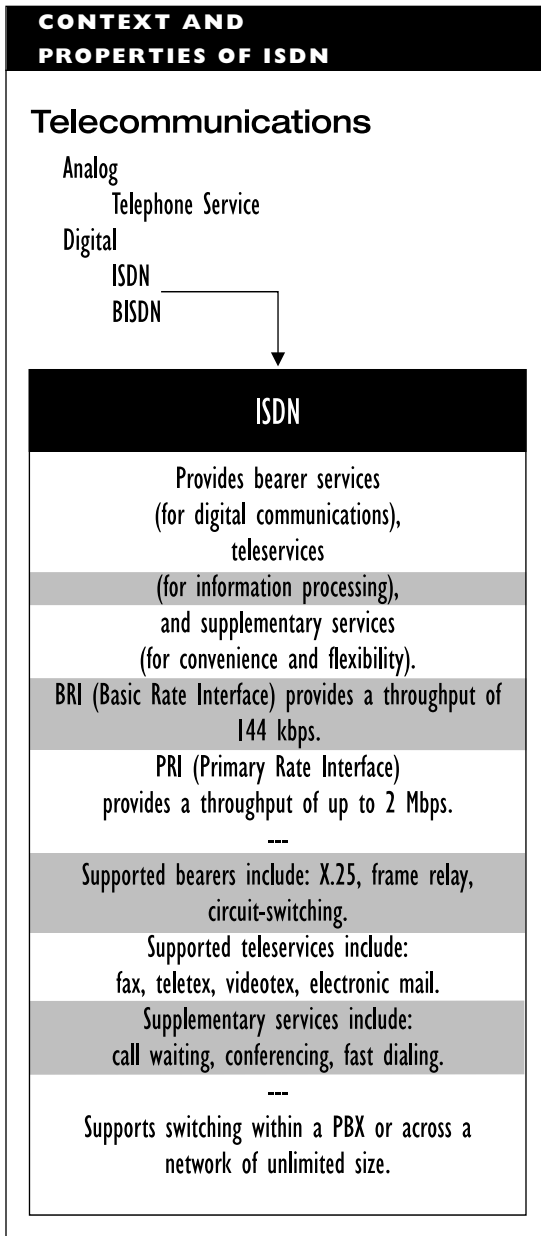 CONTEXT AND
PROPERTIES OF ISDN
Telecommunications
Analog
Telephone Service
Digital
ISDN
BISDN
ISDN
Provides bearer services
(for digital communications),
teleservices
(for information processing),
and supplementary services
(for convenience and flexibility).
BRI (Basic Rate Interface) provides a throughput of
144 kbps.
PRI (Primary Rate Interface)
provides a throughput of up to 2 Mbps.
---
Supported bearers include: X.25, frame relay,
circuit-switching.
Supported teleservices include:
fax, teletex, videotex, electronic mail.
Supplementary services include:
call waiting, conferencing, fast dialing.
---
Supports switching within a PBX or across a
network of unlimited size.